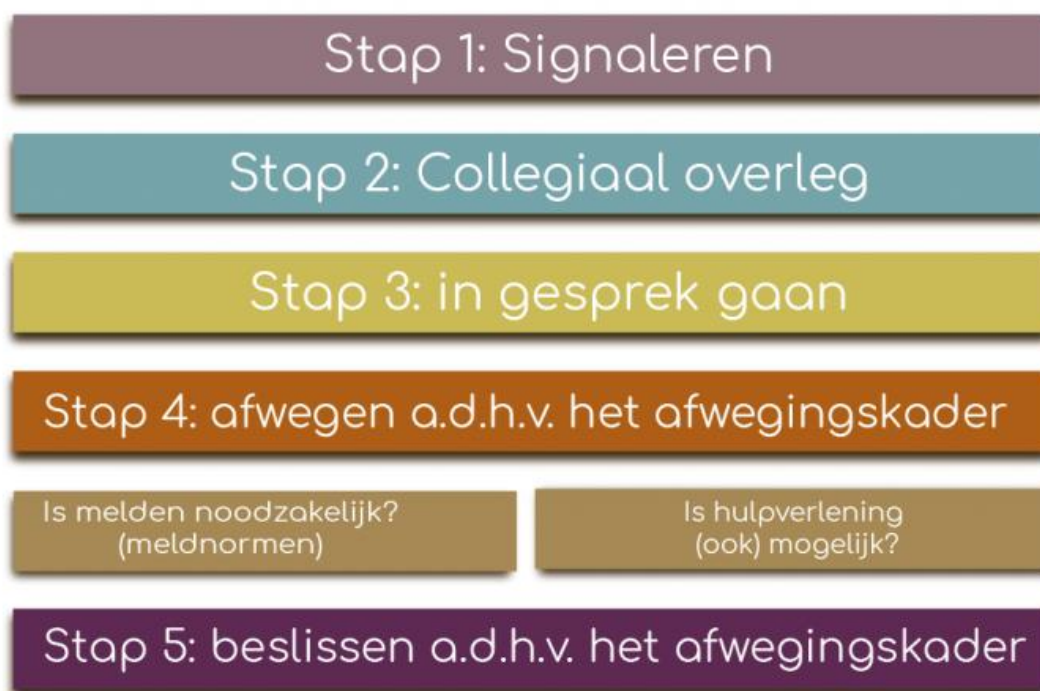 Stap 1: Signaleren
Stap 2: Collegiaal overleg
Stap 3: in gesprek gaan
Stap 4: afwegen a.d.h.v. het afwegingskader
Is melden noodzakelijk?
(meldnormen)
Is hulpverlening
(ook) mogelijk?
Stap 5: beslissen a.d.h.v. het afwegingskader